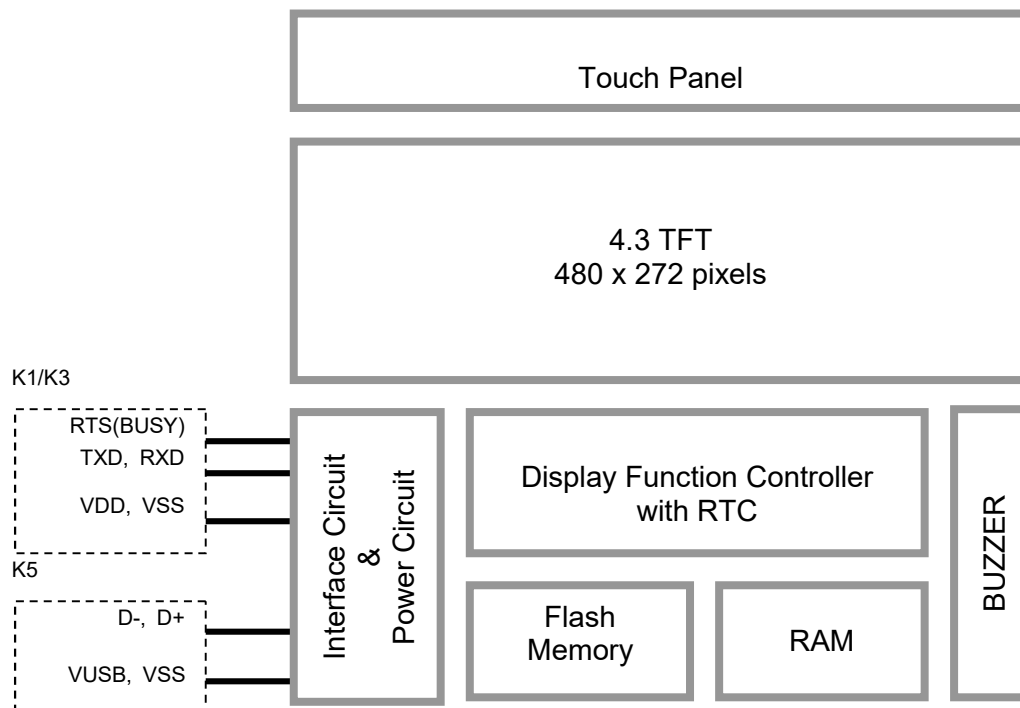 Touch Panel
4.3 TFT
480 x 272 pixels
K1/K3
RTS(BUSY)
TXD, RXD
VDD, VSS
K5
D-, D+
VUSB, VSS
Interface Circuit
&
Power Circuit
Display Function Controller
with RTC
Flash
Memory
RAM
BUZZER